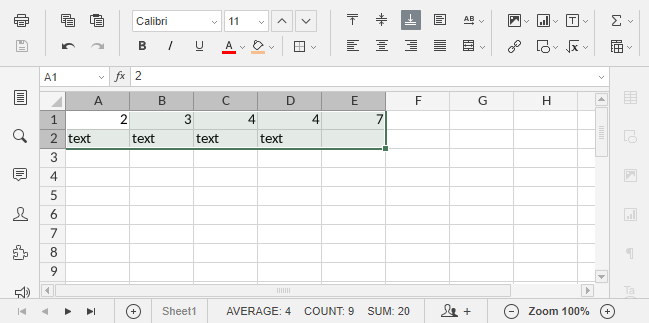 Calibri 11
B I U A AB
A1 fx 2
A B C D E F G H
1 2 3 4 4 7
2 text text text text
3
4
5
6
7
8
9
Sheet1 AVERAGE: 4 COUNT: 9 SUM: 20 + Zoom 100%